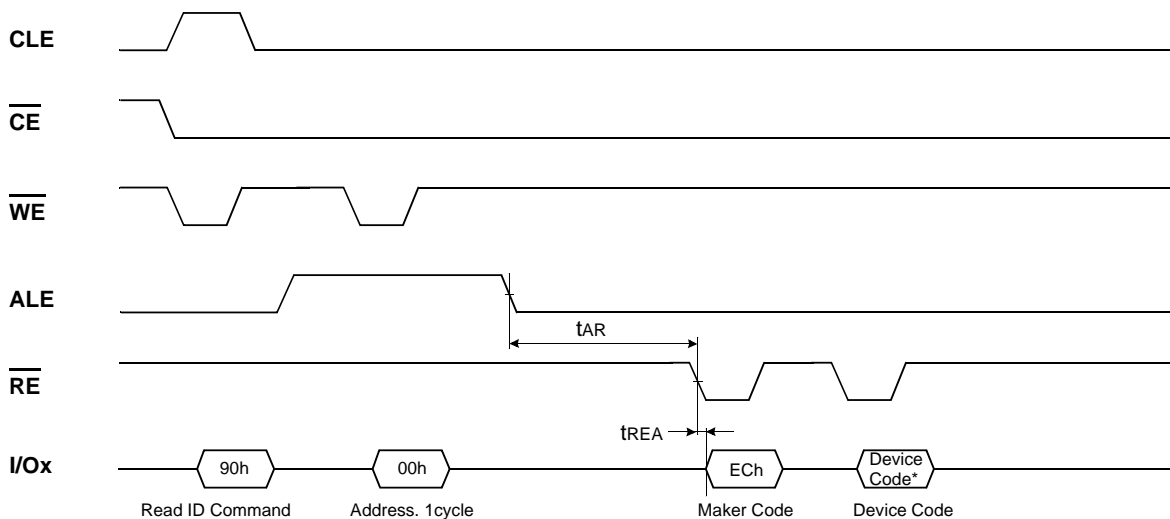 CLE
CE
WE
ALE
tAR
RE
tREA
I/Ox
90h
00h
ECh
Device
Code*
Read ID Command
Address. 1cycle
Maker Code
Device Code